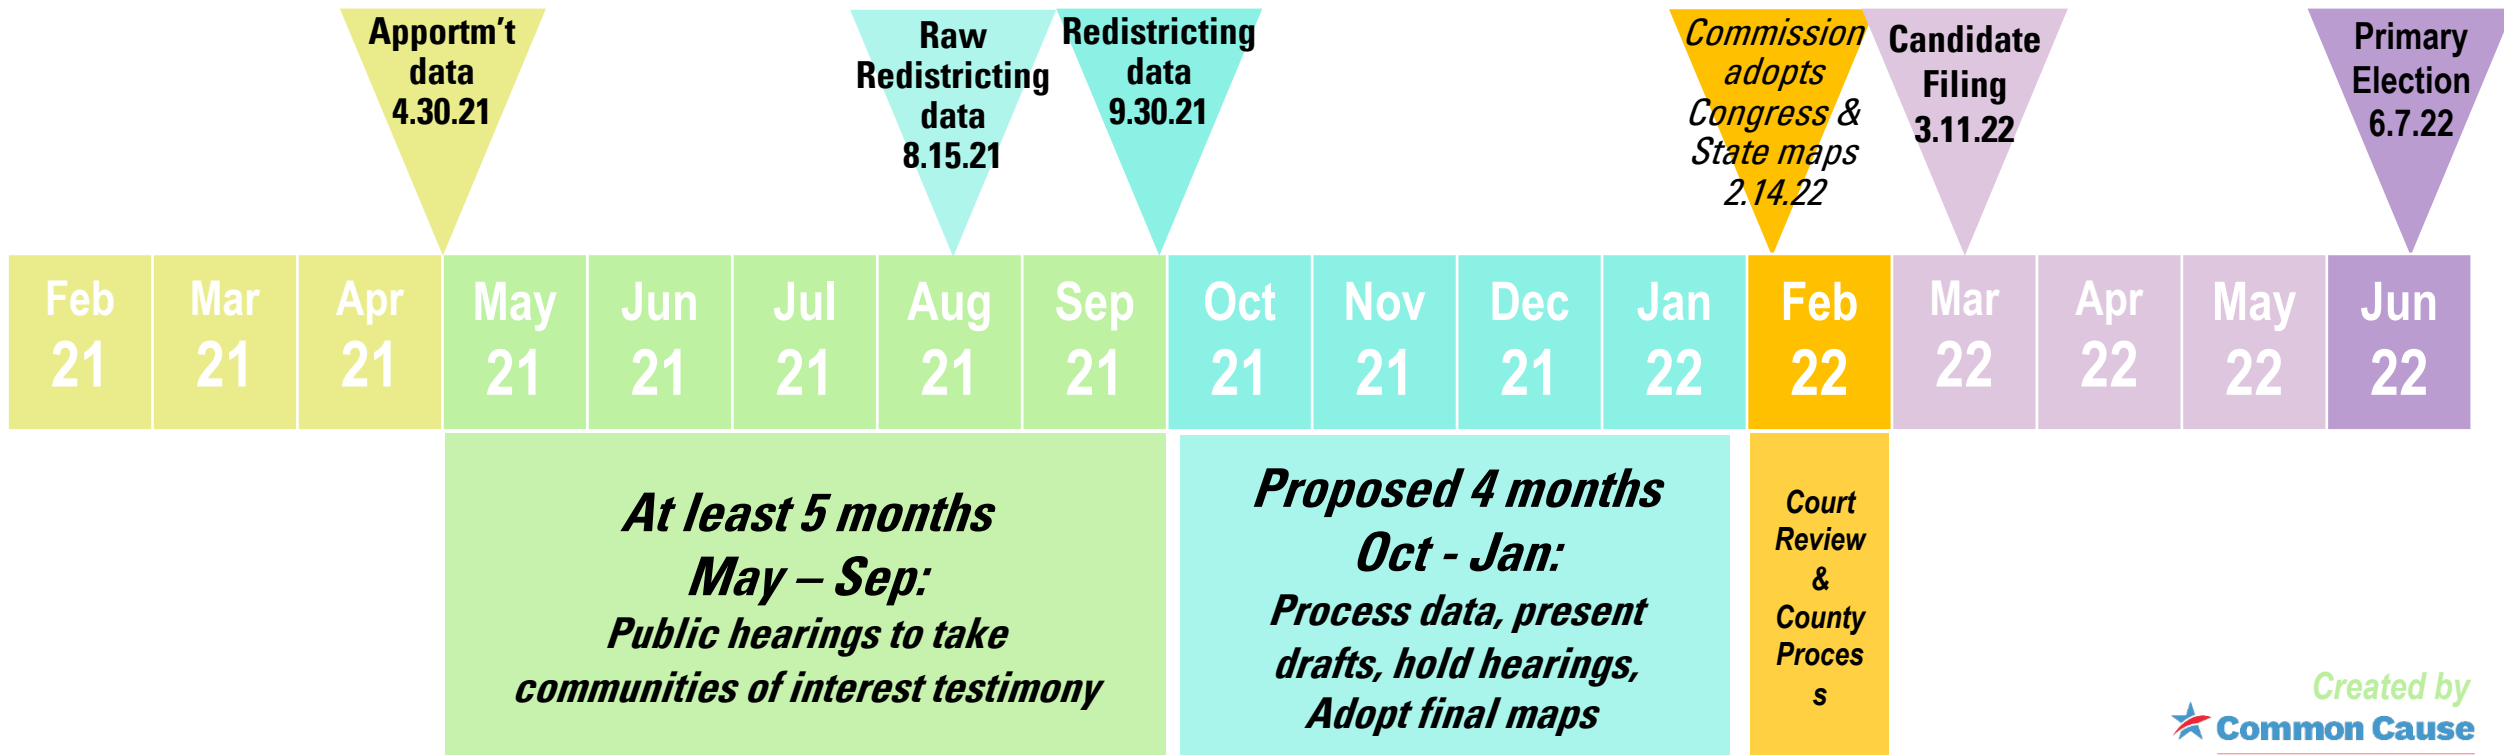 Apportm't
data
4.30.21
Raw
Redistricting
data
8.15.21
Redistricting
data
9.30.21
Commission
adopts
Congress &
State maps
2.14.22
Candidate
Filing
3.11.22
Primary
Election
6.7.22
Feb
21
Mar
21
Apr
21
May
21
Jun
21
Jul
21
Aug
21
Sep
21
Oct
21
Nov
21
Dec
21
Jan
22
Feb
22
Mar
22
Apr
22
May
22
Jun
22
At least 5 months
May – Sep:
Public hearings to take
communities of interest testimony
Proposed 4 months
Oct - Jan:
Process data, present
drafts, hold hearings,
Adopt final maps
Court
Review
&
County
Proces
s
Created by
Common Cause